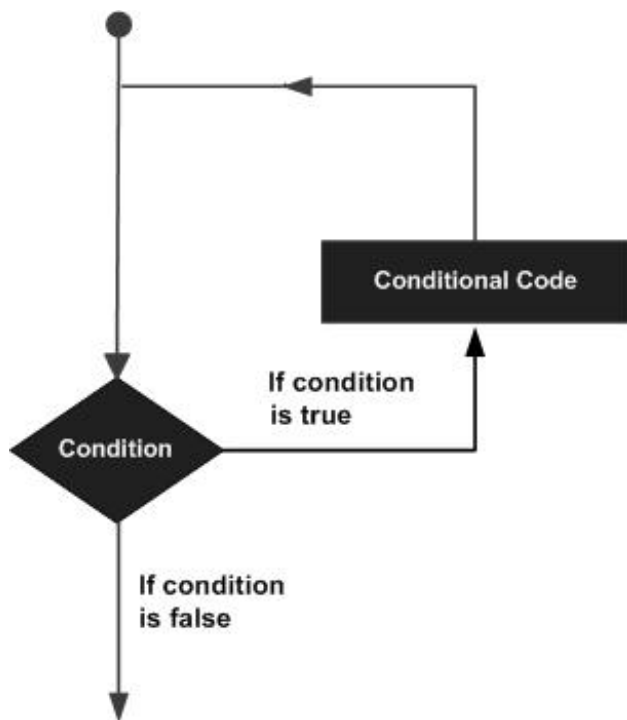 Conditional Code
If condition
is true
Condition
If condition
is false